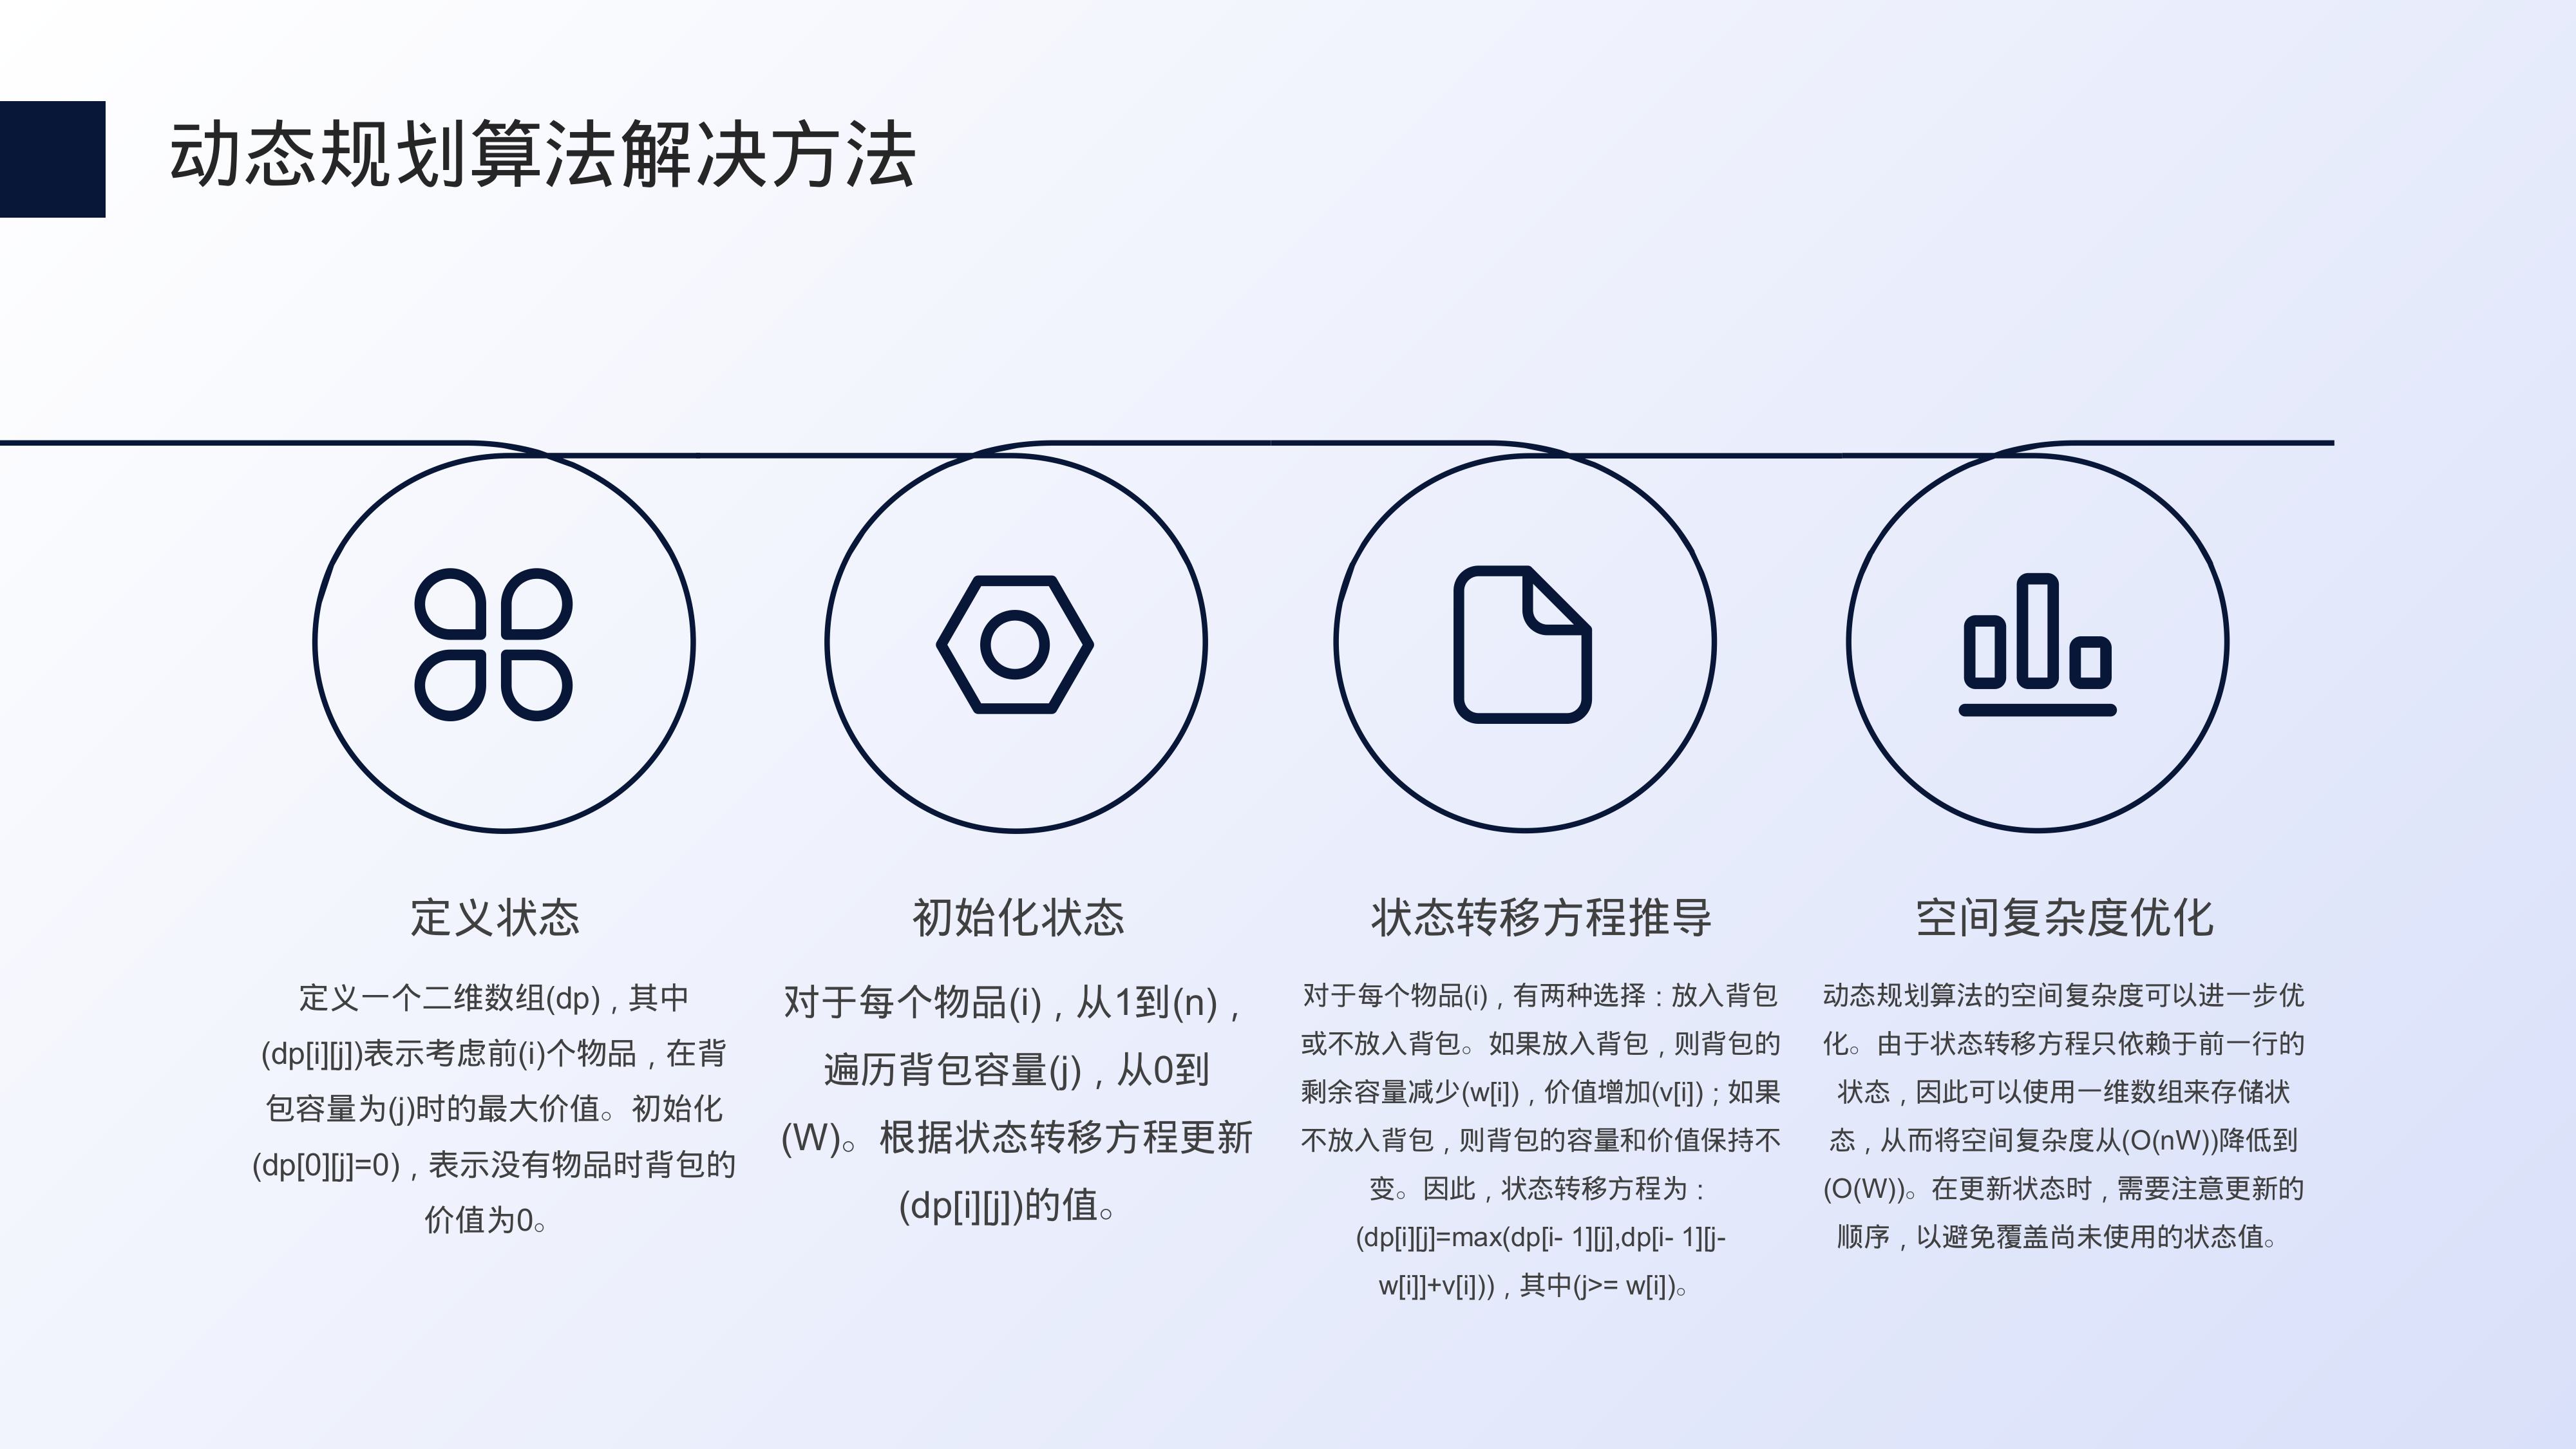 动态规划算法解决方法
定义状态
定义一个二维数组(dp)，其中
(dp[i][j])表示考虑前(i)个物品，在背
包容量为(j)时的最大价值。初始化
(dp[0][j]=0)，表示没有物品时背包的
价值为0。
初始化状态
对于每个物品(i)，从1到(n)，
遍历背包容量(j)，从0到
(W)。根据状态转移方程更新
(dp[i][j])的值。
状态转移方程推导
对于每个物品(i)，有两种选择：放入背包
或不放入背包。如果放入背包，则背包的
剩余容量减少(w[i])，价值增加(v[i])；如果
不放入背包，则背包的容量和价值保持不
变。因此，状态转移方程为：
(dp[i][j]=max(dp[i- 1][j],dp[i- 1][j-
w[i]]+v[i]))，其中(j>= w[i])。
空间复杂度优化
动态规划算法的空间复杂度可以进一步优
化。由于状态转移方程只依赖于前一行的
状态，因此可以使用一维数组来存储状
态，从而将空间复杂度从(O(nW))降低到
(O(W))。在更新状态时，需要注意更新的
顺序，以避免覆盖尚未使用的状态值。